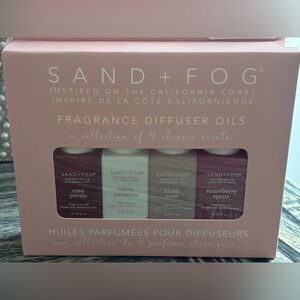 SAND + FOG®
INSPIRED ON THE CALIFORNIA COAST
INSPIRÉ DE LA CÔTE CALIFORNIENNE
FRAGRANCE DIFFUSER OILS
a collection of 4 classic scents
SAND+FOG
rose
petals
SAND+FOG
white
SAND+FOG
blush
rose
SAND+FOG
strawberry
spritz
HUILES PARFUMÉES POUR DIFFUSEURS
une collection de 4 parfums classiques